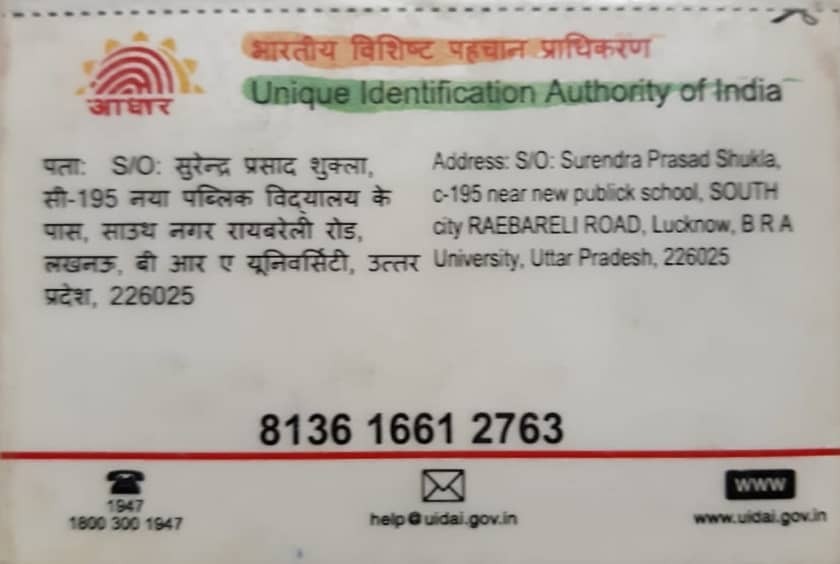 आधार
भारतीय विशिष्ट पहचान प्राधिकरण
Unique Identification Authority of India
पता: S/O: सुरेन्द्र प्रसाद शुक्ला,
सी-195 नया पब्लिक विद्यालय के
पास, साउथ नगर रायबरेली रोड,
लखनऊ, बी आर ए यूनिवर्सिटी, उत्तर
प्रदेश, 226025
Address: S/O: Surendra Prasad Shukla,
c-195 near new publick school, SOUTH
city RAEBARELI ROAD, Lucknow, B R A
University, Uttar Pradesh, 226025
8136 1661 2763
1947
1800 300 1947
help@uidai.gov.in
www
www.uidai.gov.in